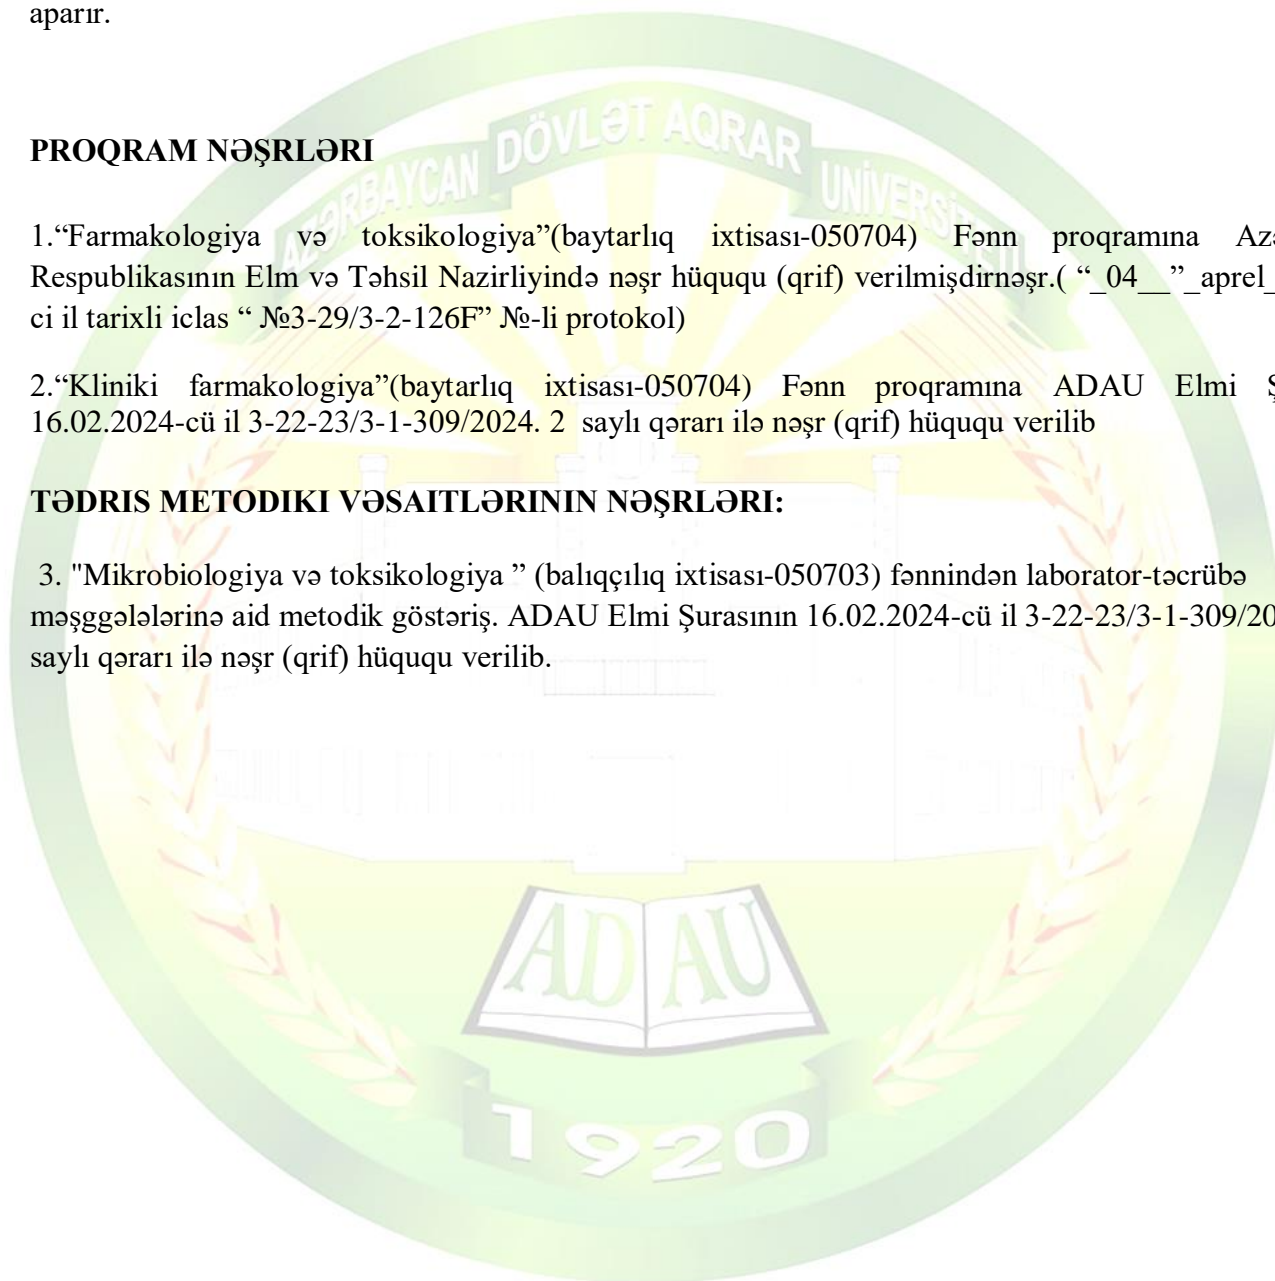 aparır.
AZƏRBAYCAN DÖVLƏT AQRAR UNİVERSİTETİ
PROQRAM NƏŞRLƏRI
1.“Farmakologiya və toksikologiya”(baytarlıq ixtisası-050704) Fənn proqramına
Respublikasının Elm və Təhsil Nazirliyində nəşr hüququ (qrif) verilmişdirnəşr.( “_04__”_aprel_
ci il tarixli iclas “ №3-29/3-2-126F” №-li protokol)
2.“Kliniki farmakologiya”(baytarlıq ixtisası-050704) Fənn proqramına ADAU Elmi
16.02.2024-cü il 3-22-23/3-1-309/2024. 2 saylı qərarı ilə nəşr (qrif) hüququ verilib
TƏDRIS METODIKI VƏSAITLƏRININ NƏŞRLƏRI:
3. "Mikrobiologiya və toksikologiya ” (balıqçılıq ixtisası-050703) fənnindən laborator-təcrübə
məşggələlərinə aid metodik göstəriş. ADAU Elmi Şurasının 16.02.2024-cü il 3-22-23/3-1-309/20
saylı qərarı ilə nəşr (qrif) hüququ verilib.
AD AU
1920